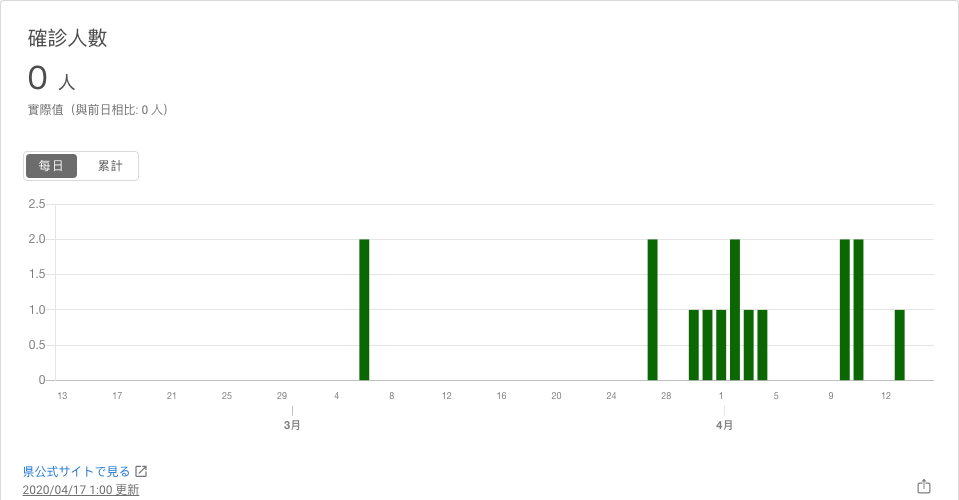 確診人數
0 人
實際值（與前日相比: 0 人）
每日 累計
2.5
2.0
1.5
1.0
0.5
0
13 17 21 25 29 4 8 12 16 20 24 28 1 5 9 12
3月 4月
県公式サイトで見る
2020/04/17 1:00 更新